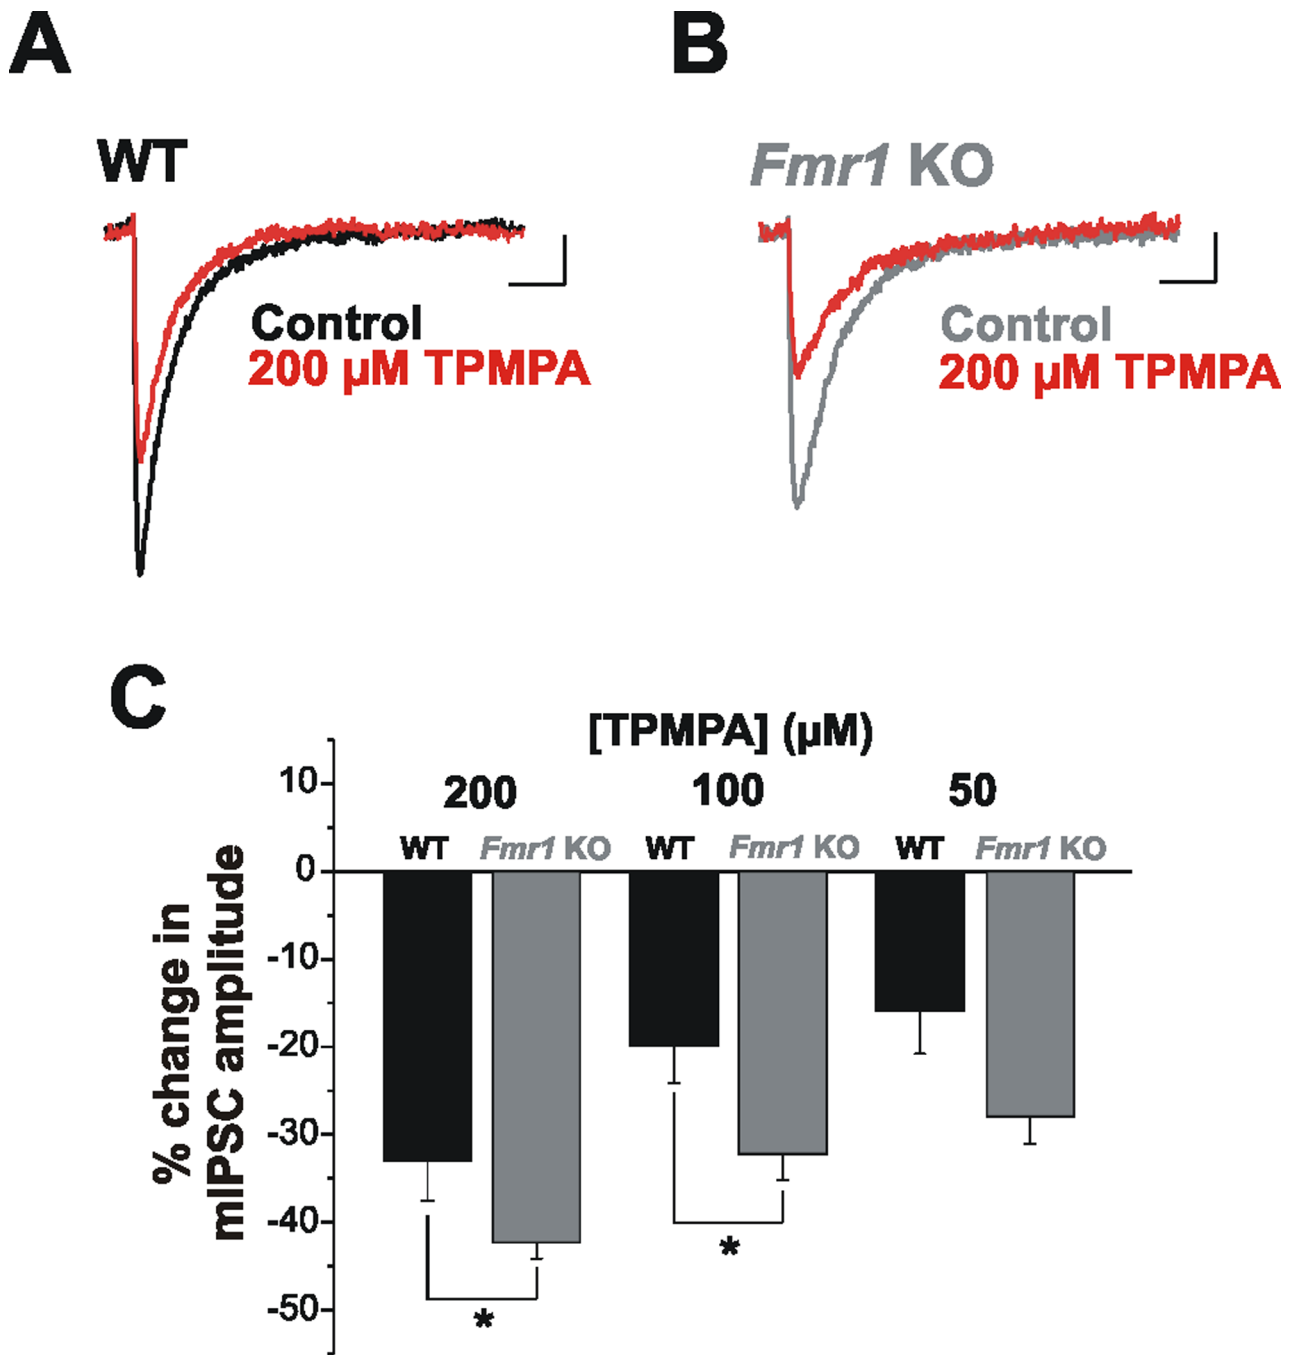 A
B
WT
Fmr1 KO
Control
200 µM TPMPA
Control
200 µM TPMPA
C
[TPMPA] (µM)
200
100
50
WT
Fmr1 KO
WT
Fmr1 KO
WT
Fmr1 KO
10
0
-10
-20
-30
-40
-50
% change in
mIPSC amplitude
*
*